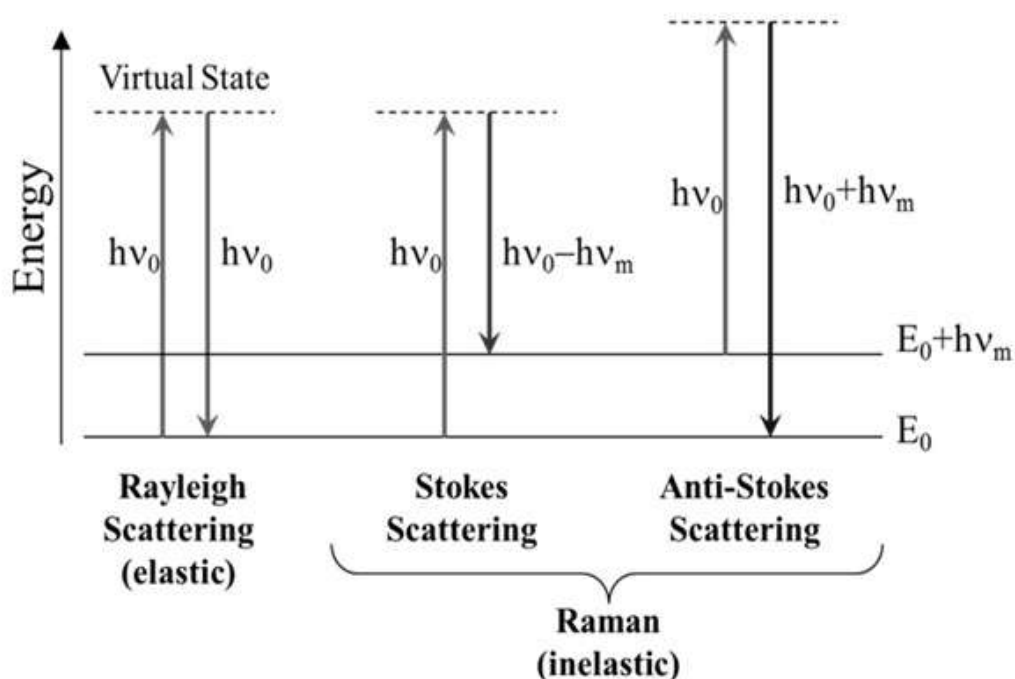 Energy
Virtual State
hν₀
hν₀
hν₀
hν₀–hνₘ
hν₀
hν₀+hνₘ
E₀+hνₘ
E₀
Rayleigh
Scattering
(elastic)
Stokes
Scattering
Anti-Stokes
Scattering
Raman
(inelastic)